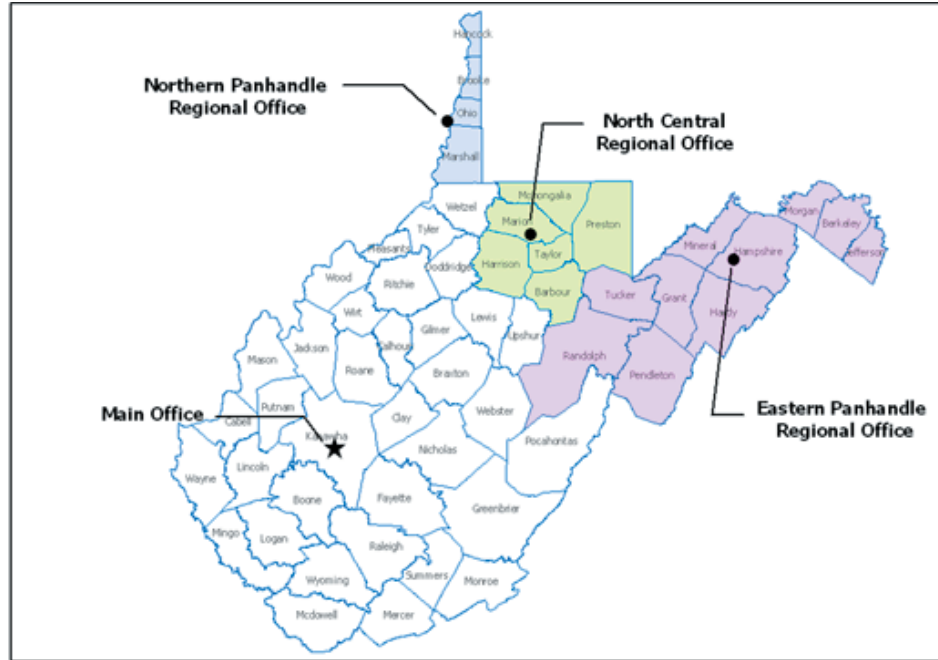 Hancock
Northern Panhandle
Regional Office
Brooke
Ohio
North Central
Regional Office
Marshall
Monongalia
Morgan
Wetzel
Marion
Preston
Berkeley
Tyler
Mineral
Hampshire
Jefferson
Pleasants
Taylor
Doddridge
Harrison
Wood
Ritchie
Barbour
Tucker
Grant
Hardy
Wirt
Lewis
Gilmer
Upshur
Jackson
Calhoun
Mason
Roane
Braxton
Randolph
Pendleton
Putnam
Main Office
Cabell
Clay
Webster
Eastern Panhandle
Regional Office
Kanawha
Pocahontas
Nicholas
Lincoln
Wayne
Boone
Fayette
Greenbrier
Mingo
Logan
Raleigh
Wyoming
Summers
Monroe
Mcdowell
Mercer